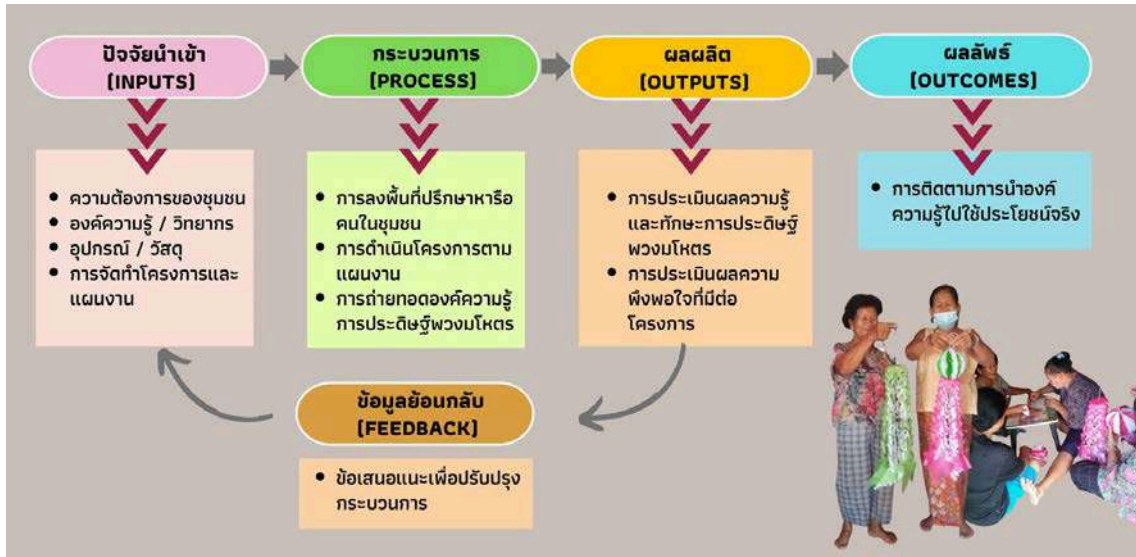 ปัจจัยนำเข้า
(INPUTS)
กระบวนการ
(PROCESS)
ผลผลิต
(OUTPUTS)
ผลลัพธ์
(OUTCOMES)
• ความต้องการของชุมชน
• องค์ความรู้ / วิทยากร
• อุปกรณ์ / วัสดุ
• การจัดทำโครงการและ
แผนงาน
• การลงพื้นที่ปรึกษาหารือ
คนในชุมชน
• การดำเนินโครงการตาม
แผนงาน
• การถ่ายทอดองค์ความรู้
การประดิษฐ์พวงมโหตร
• การประเมินผลความรู้
และทักษะการประดิษฐ์
พวงมโหตร
• การประเมินผลความ
พึงพอใจที่มีต่อ
โครงการ
• การติดตามการนำองค์
ความรู้ไปใช้ประโยชน์จริง
ข้อมูลย้อนกลับ
(FEEDBACK)
• ข้อเสนอแนะเพื่อปรับปรุง
กระบวนการ